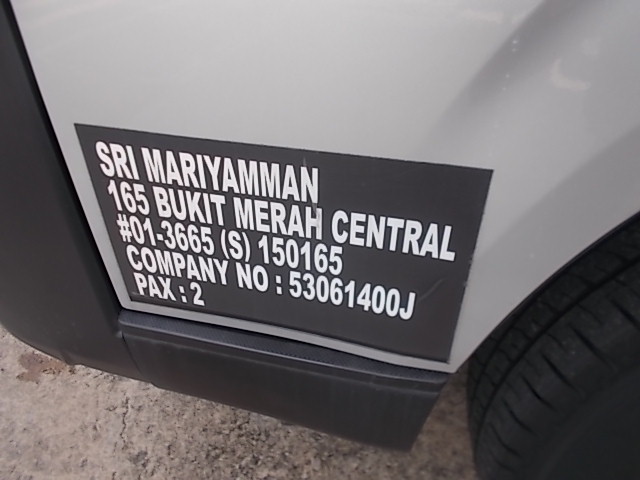 SRI MARIYAMMAN
165 BUKIT MERAH CENTRAL
#01-3665 (S) 150165
COMPANY NO : 53061400J
PAX : 2